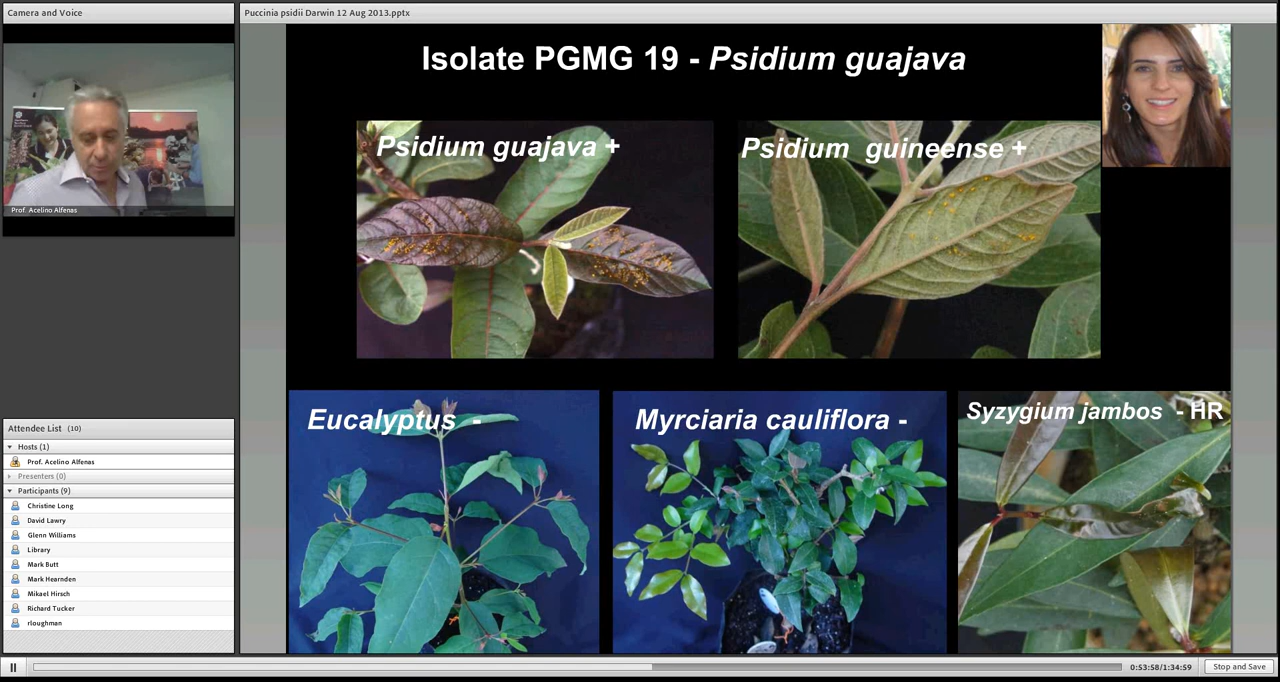 Camera and Voice
Prof. Acelino Alfenas
Attendee List (10)
Hosts (1)
Prof. Acelino Alfenas
Presenters (0)
Participants (9)
Christine Long
David Lawry
Glenn Williams
Library
Mark Butt
Mark Hearnden
Mikael Hirsch
Richard Tucker
rloughman
Puccinia psidii Darwin 12 Aug 2013.pptx
Isolate PGMG 19 - Psidium guajava
Psidium guajava +
Psidium guineense +
Eucalyptus -
Myrciaria cauliflora -
Syzygium jambos - HR
0:53:58/1:34:59
Stop and Save